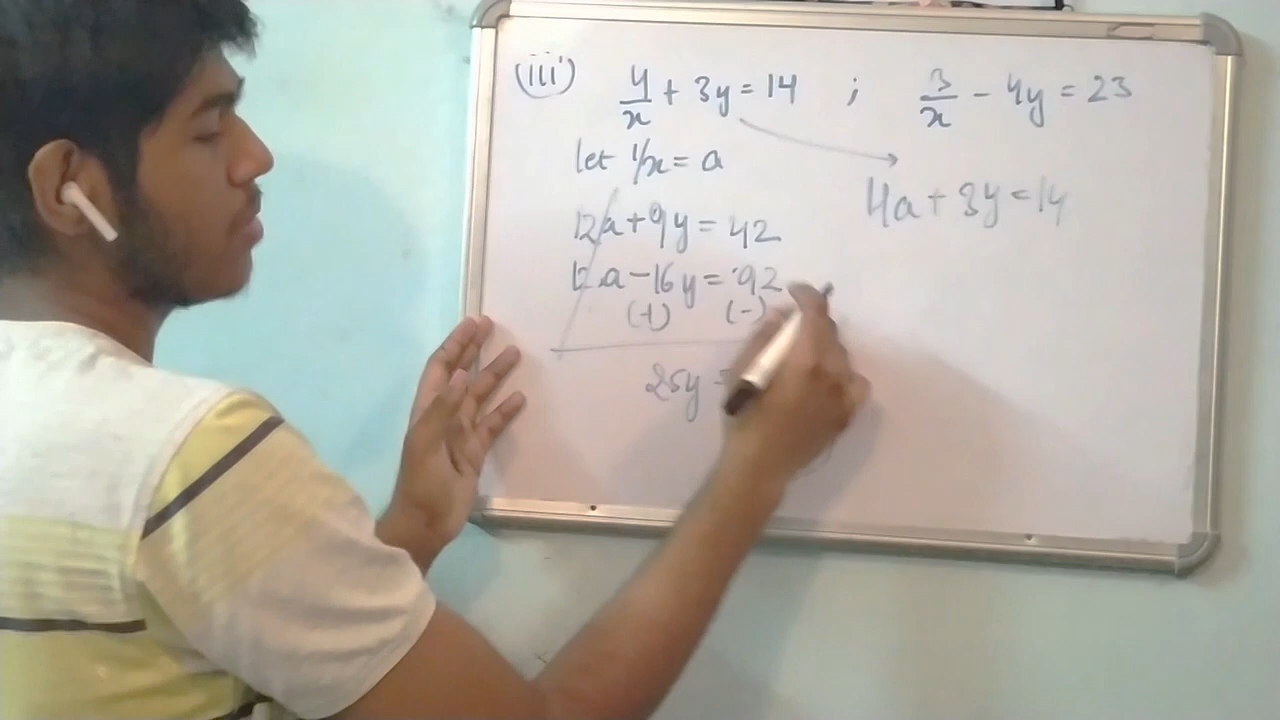 (iii) 4/x + 3y = 14 ; 3/x - 4y = 23
let 1/x = a
4a + 3y = 14
12a + 9y = 42
12a - 16y = 92
(+) (-)
25y =